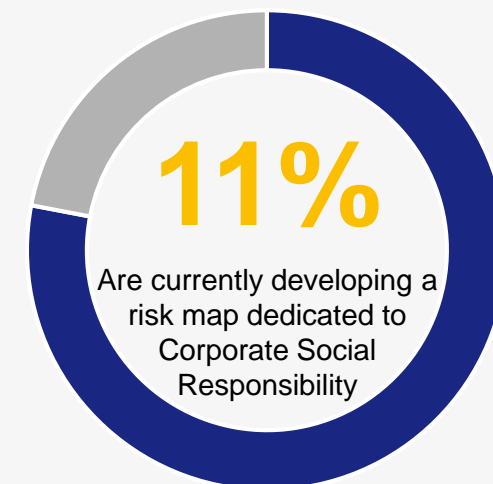 11%
Are currently developing a
risk map dedicated to
Corporate Social
Responsibility